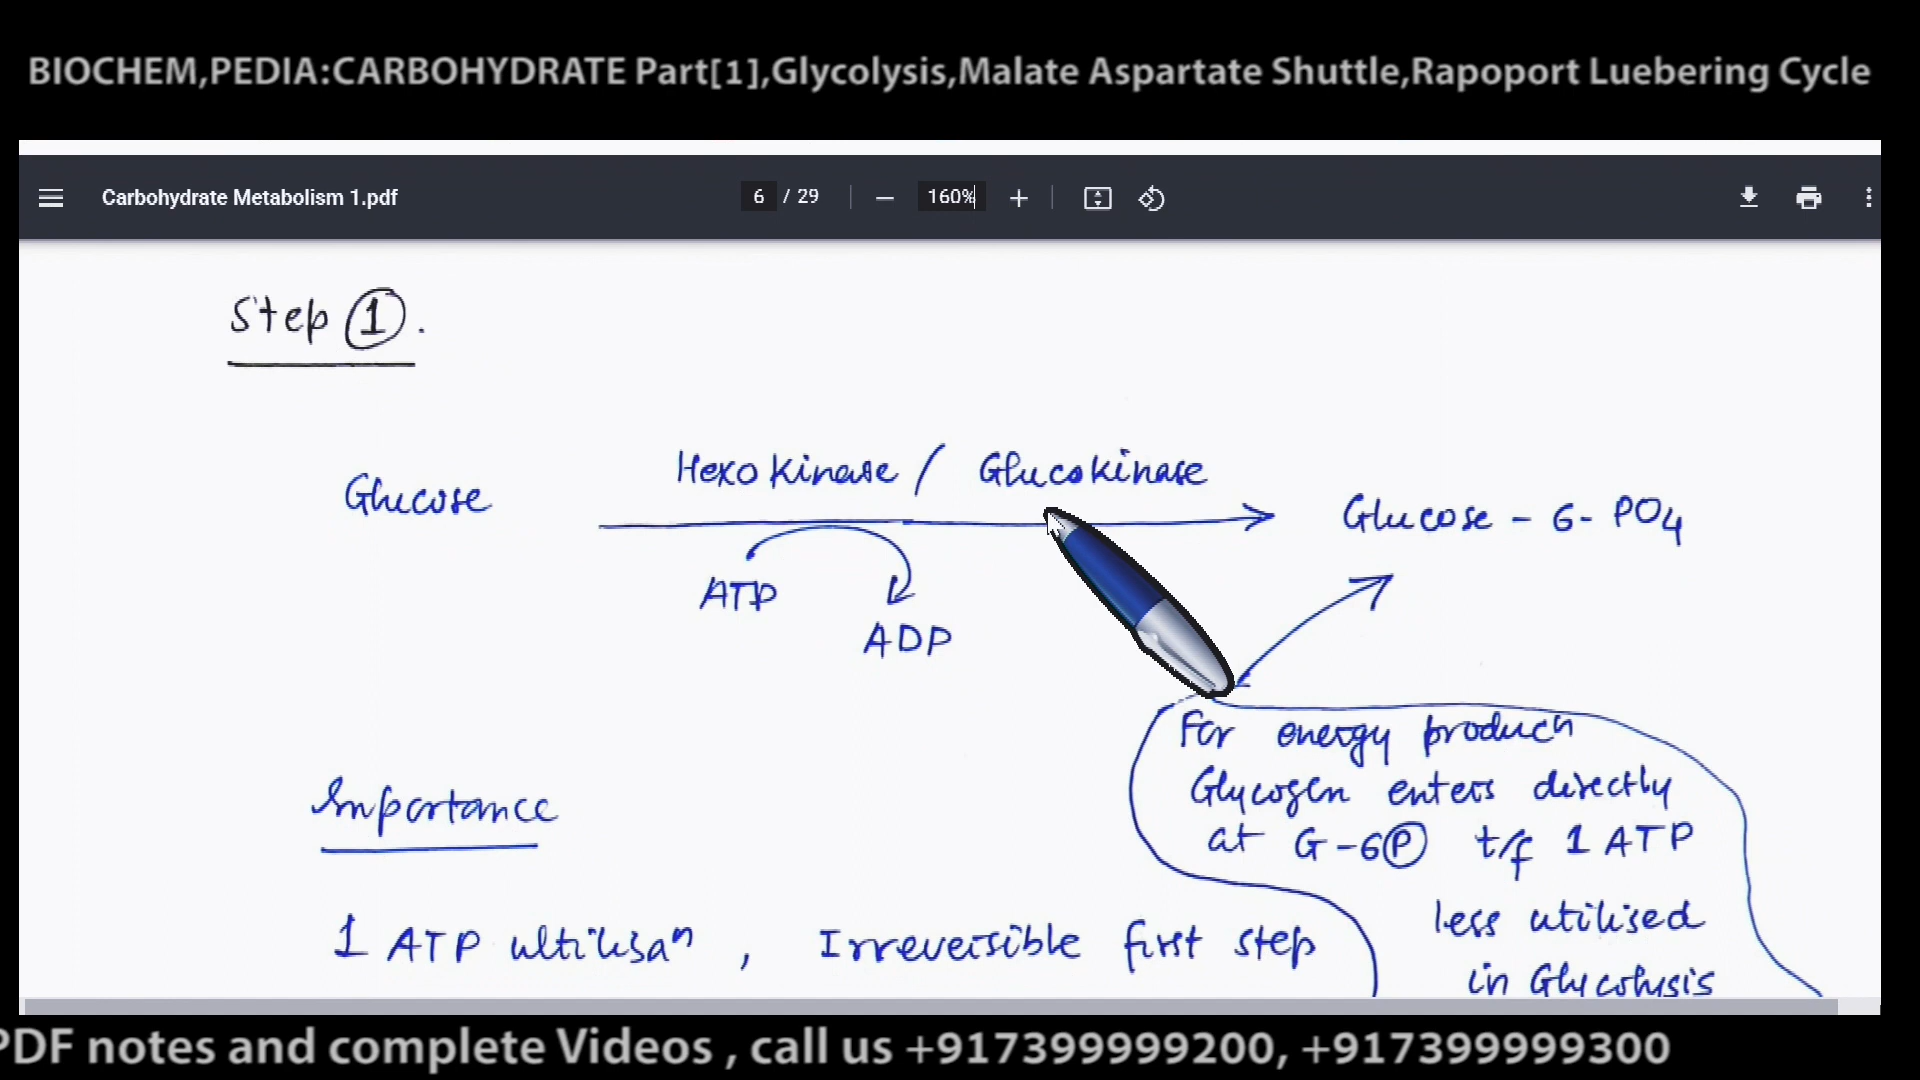 BIOCHEM,PEDIA:CARBOHYDRATE Part[1],Glycolysis,Malate Aspartate Shuttle,Rapoport Luebering Cycle
Carbohydrate Metabolism 1.pdf
6 / 29
160%
Step 1.
Hexokinase / Glucokinase
Glucose
Glucose - 6 - PO4
ATP
ADP
For energy producn
Glycogen enters directly
at G-6P t/f 1 ATP
less utilised
in Glycolysis
Importance
1 ATP ultilisan , Irreversible first step
PDF notes and complete Videos , call us +917399999200, +917399999300